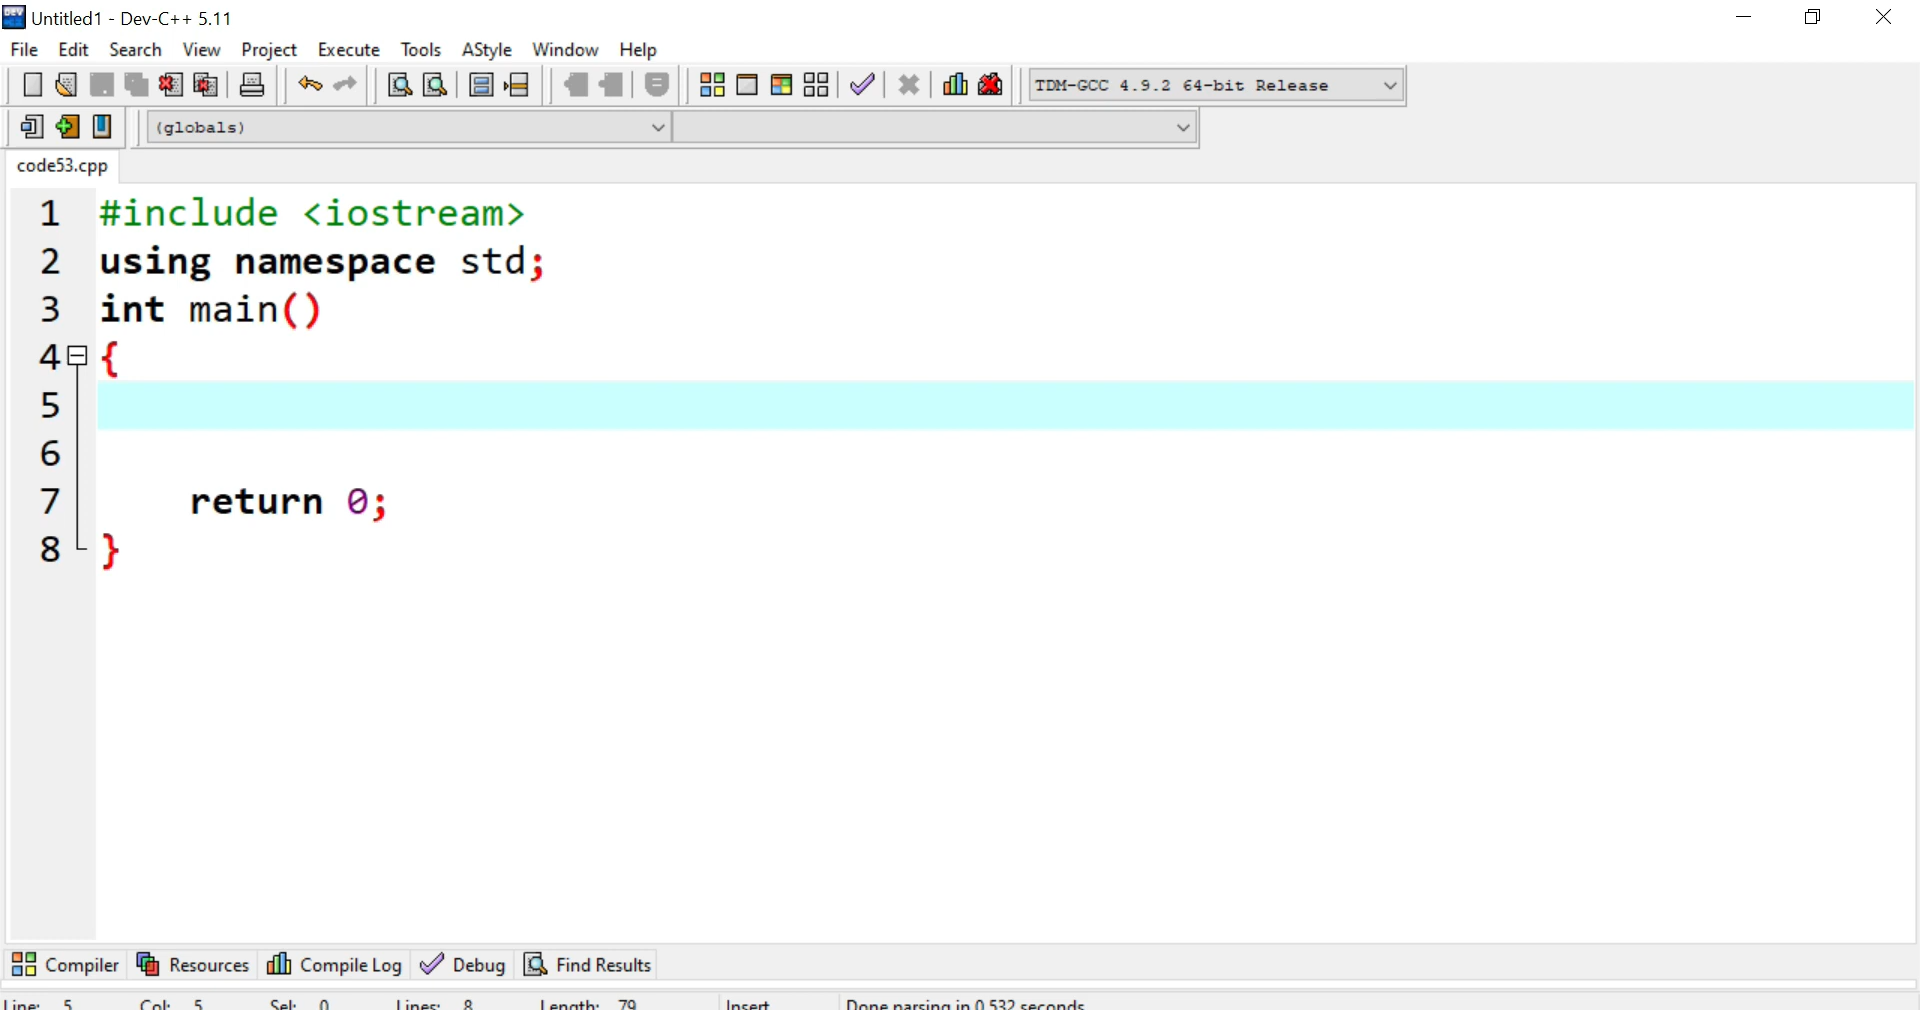 Untitled1 - Dev-C++ 5.11
File Edit Search View Project Execute Tools AStyle Window Help
TDM-GCC 4.9.2 64-bit Release
(globals)
code53.cpp
1 #include <iostream>
2 using namespace std;
3 int main()
4 {
5
6
7 return 0;
8 }
Compiler Resources Compile Log Debug Find Results
Line: 5 Col: 5 Sel: 0 Lines: 8 Length: 79 Insert Done parsing in 0.532 seconds